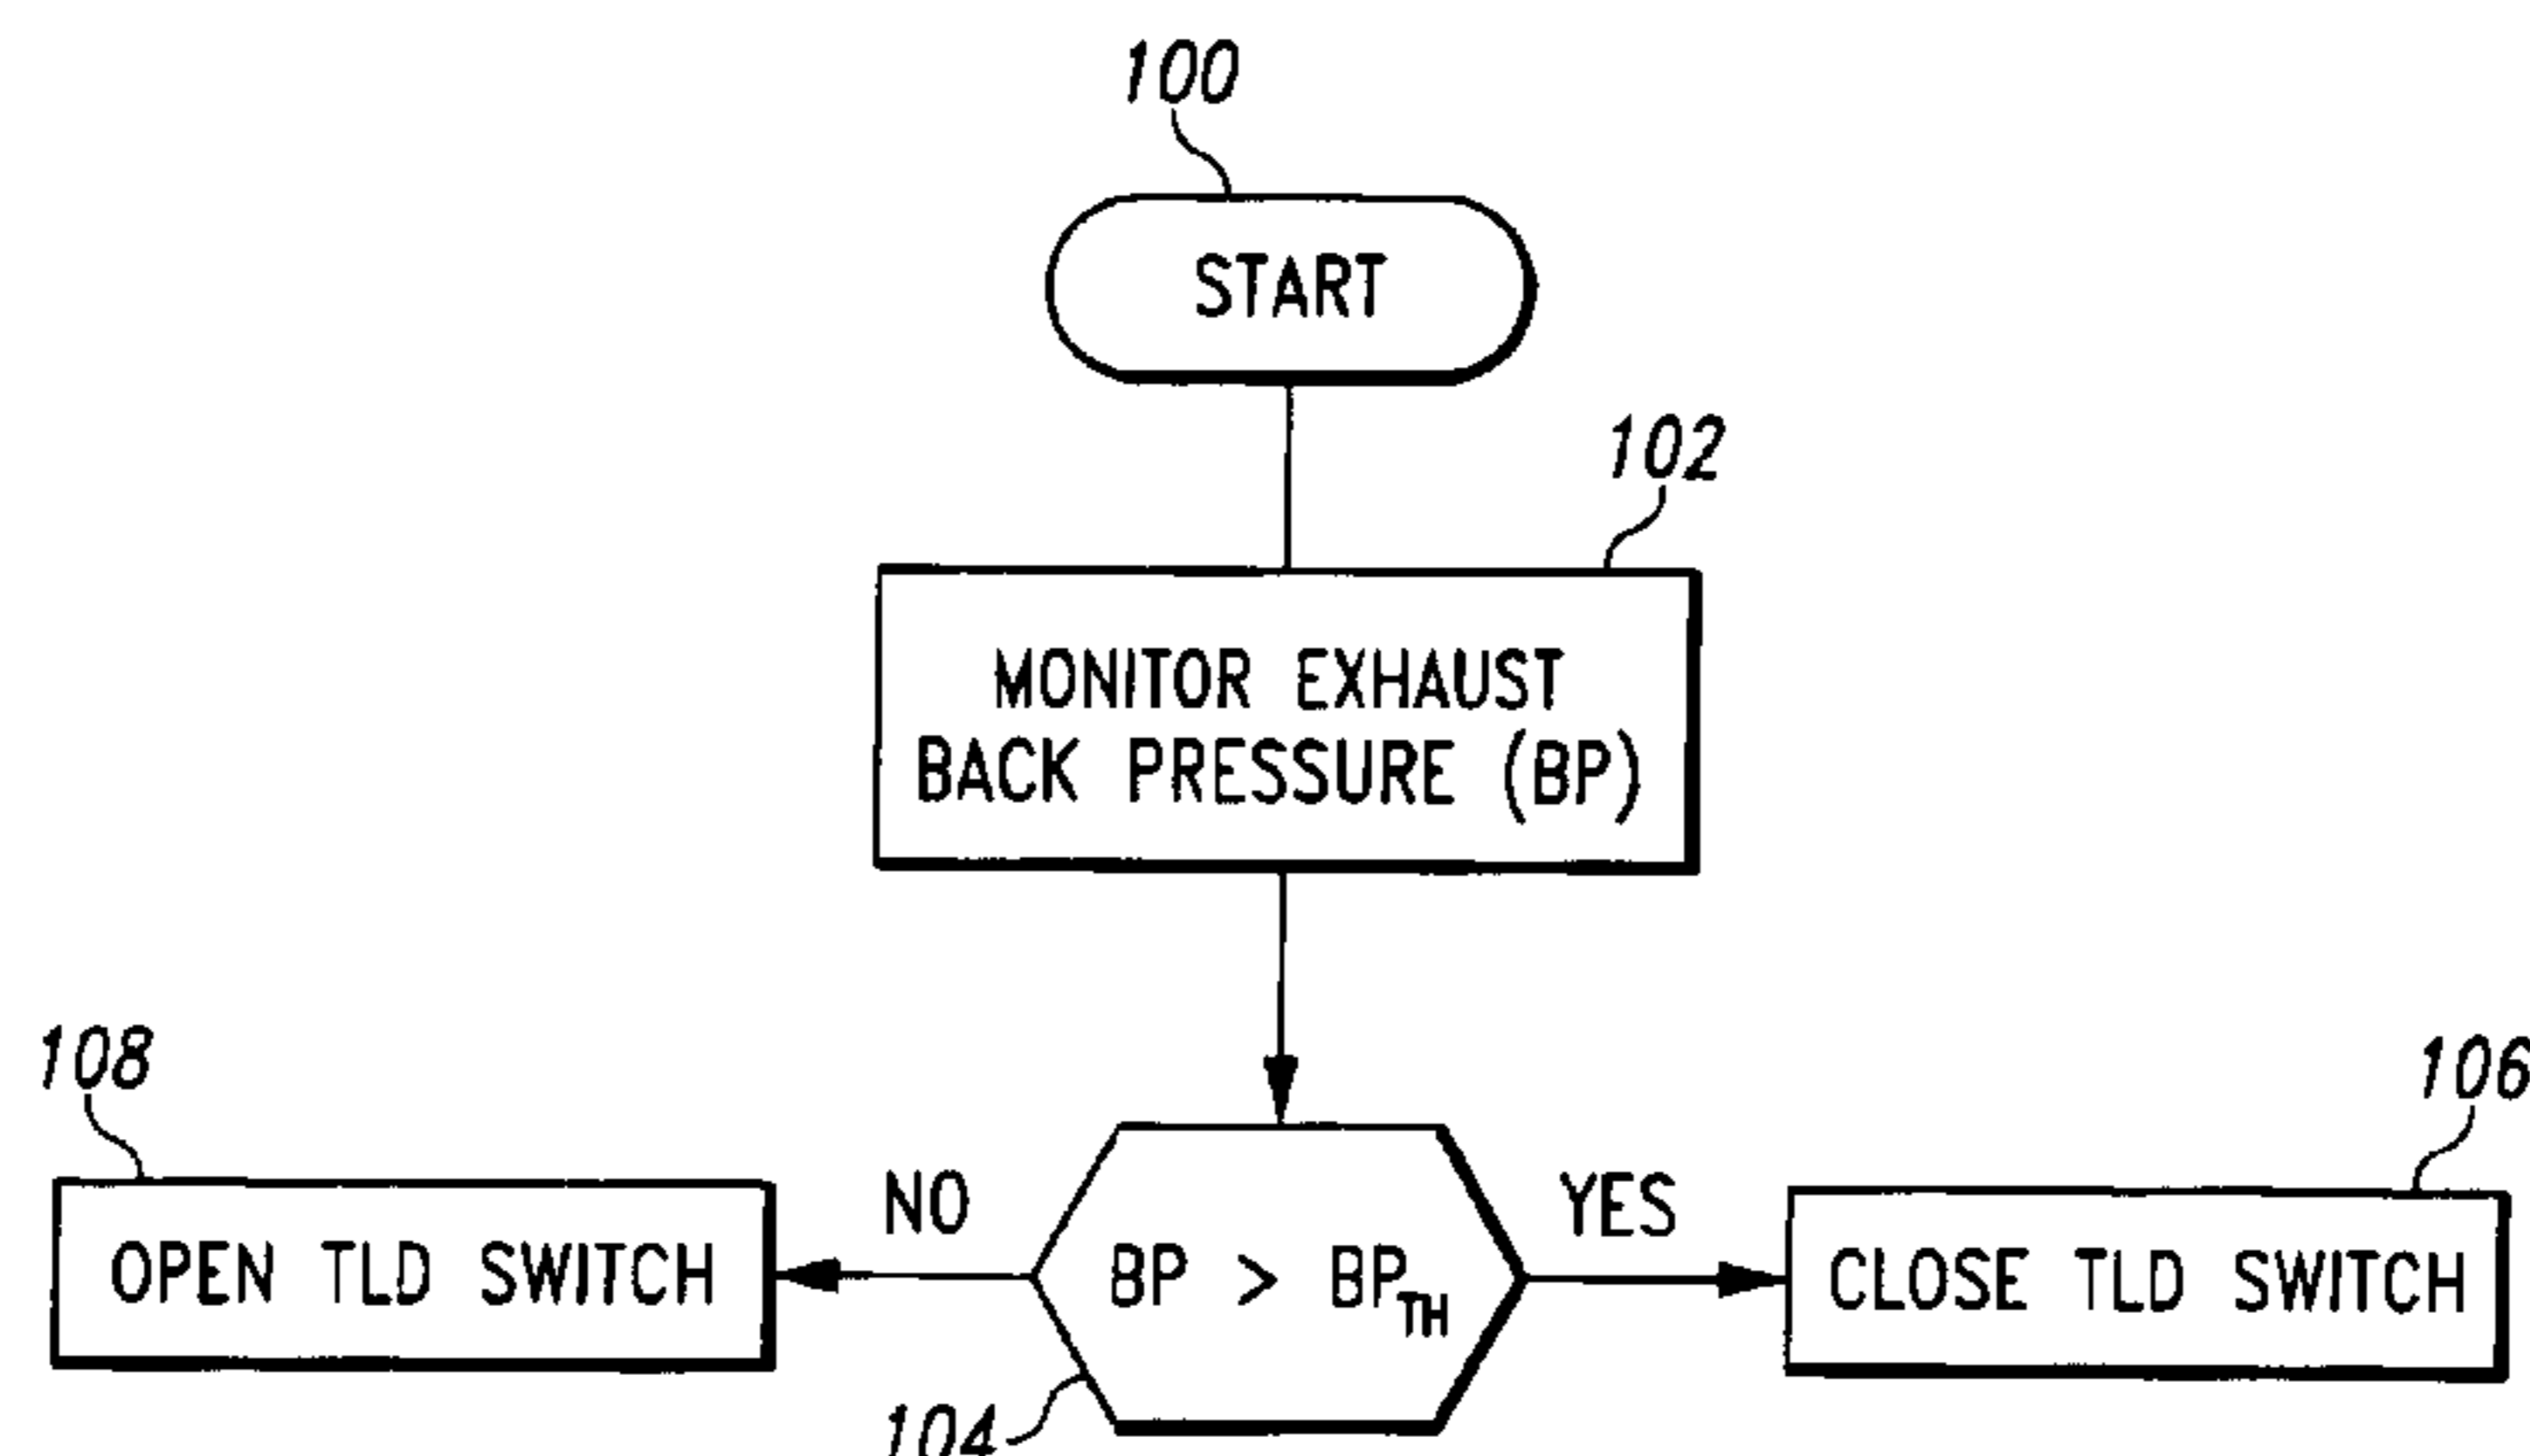 100
START
102
MONITOR EXHAUST
BACK PRESSURE (BP)
108
106
NO
YES
OPEN TLD SWITCH
BP > BPTH
CLOSE TLD SWITCH
104